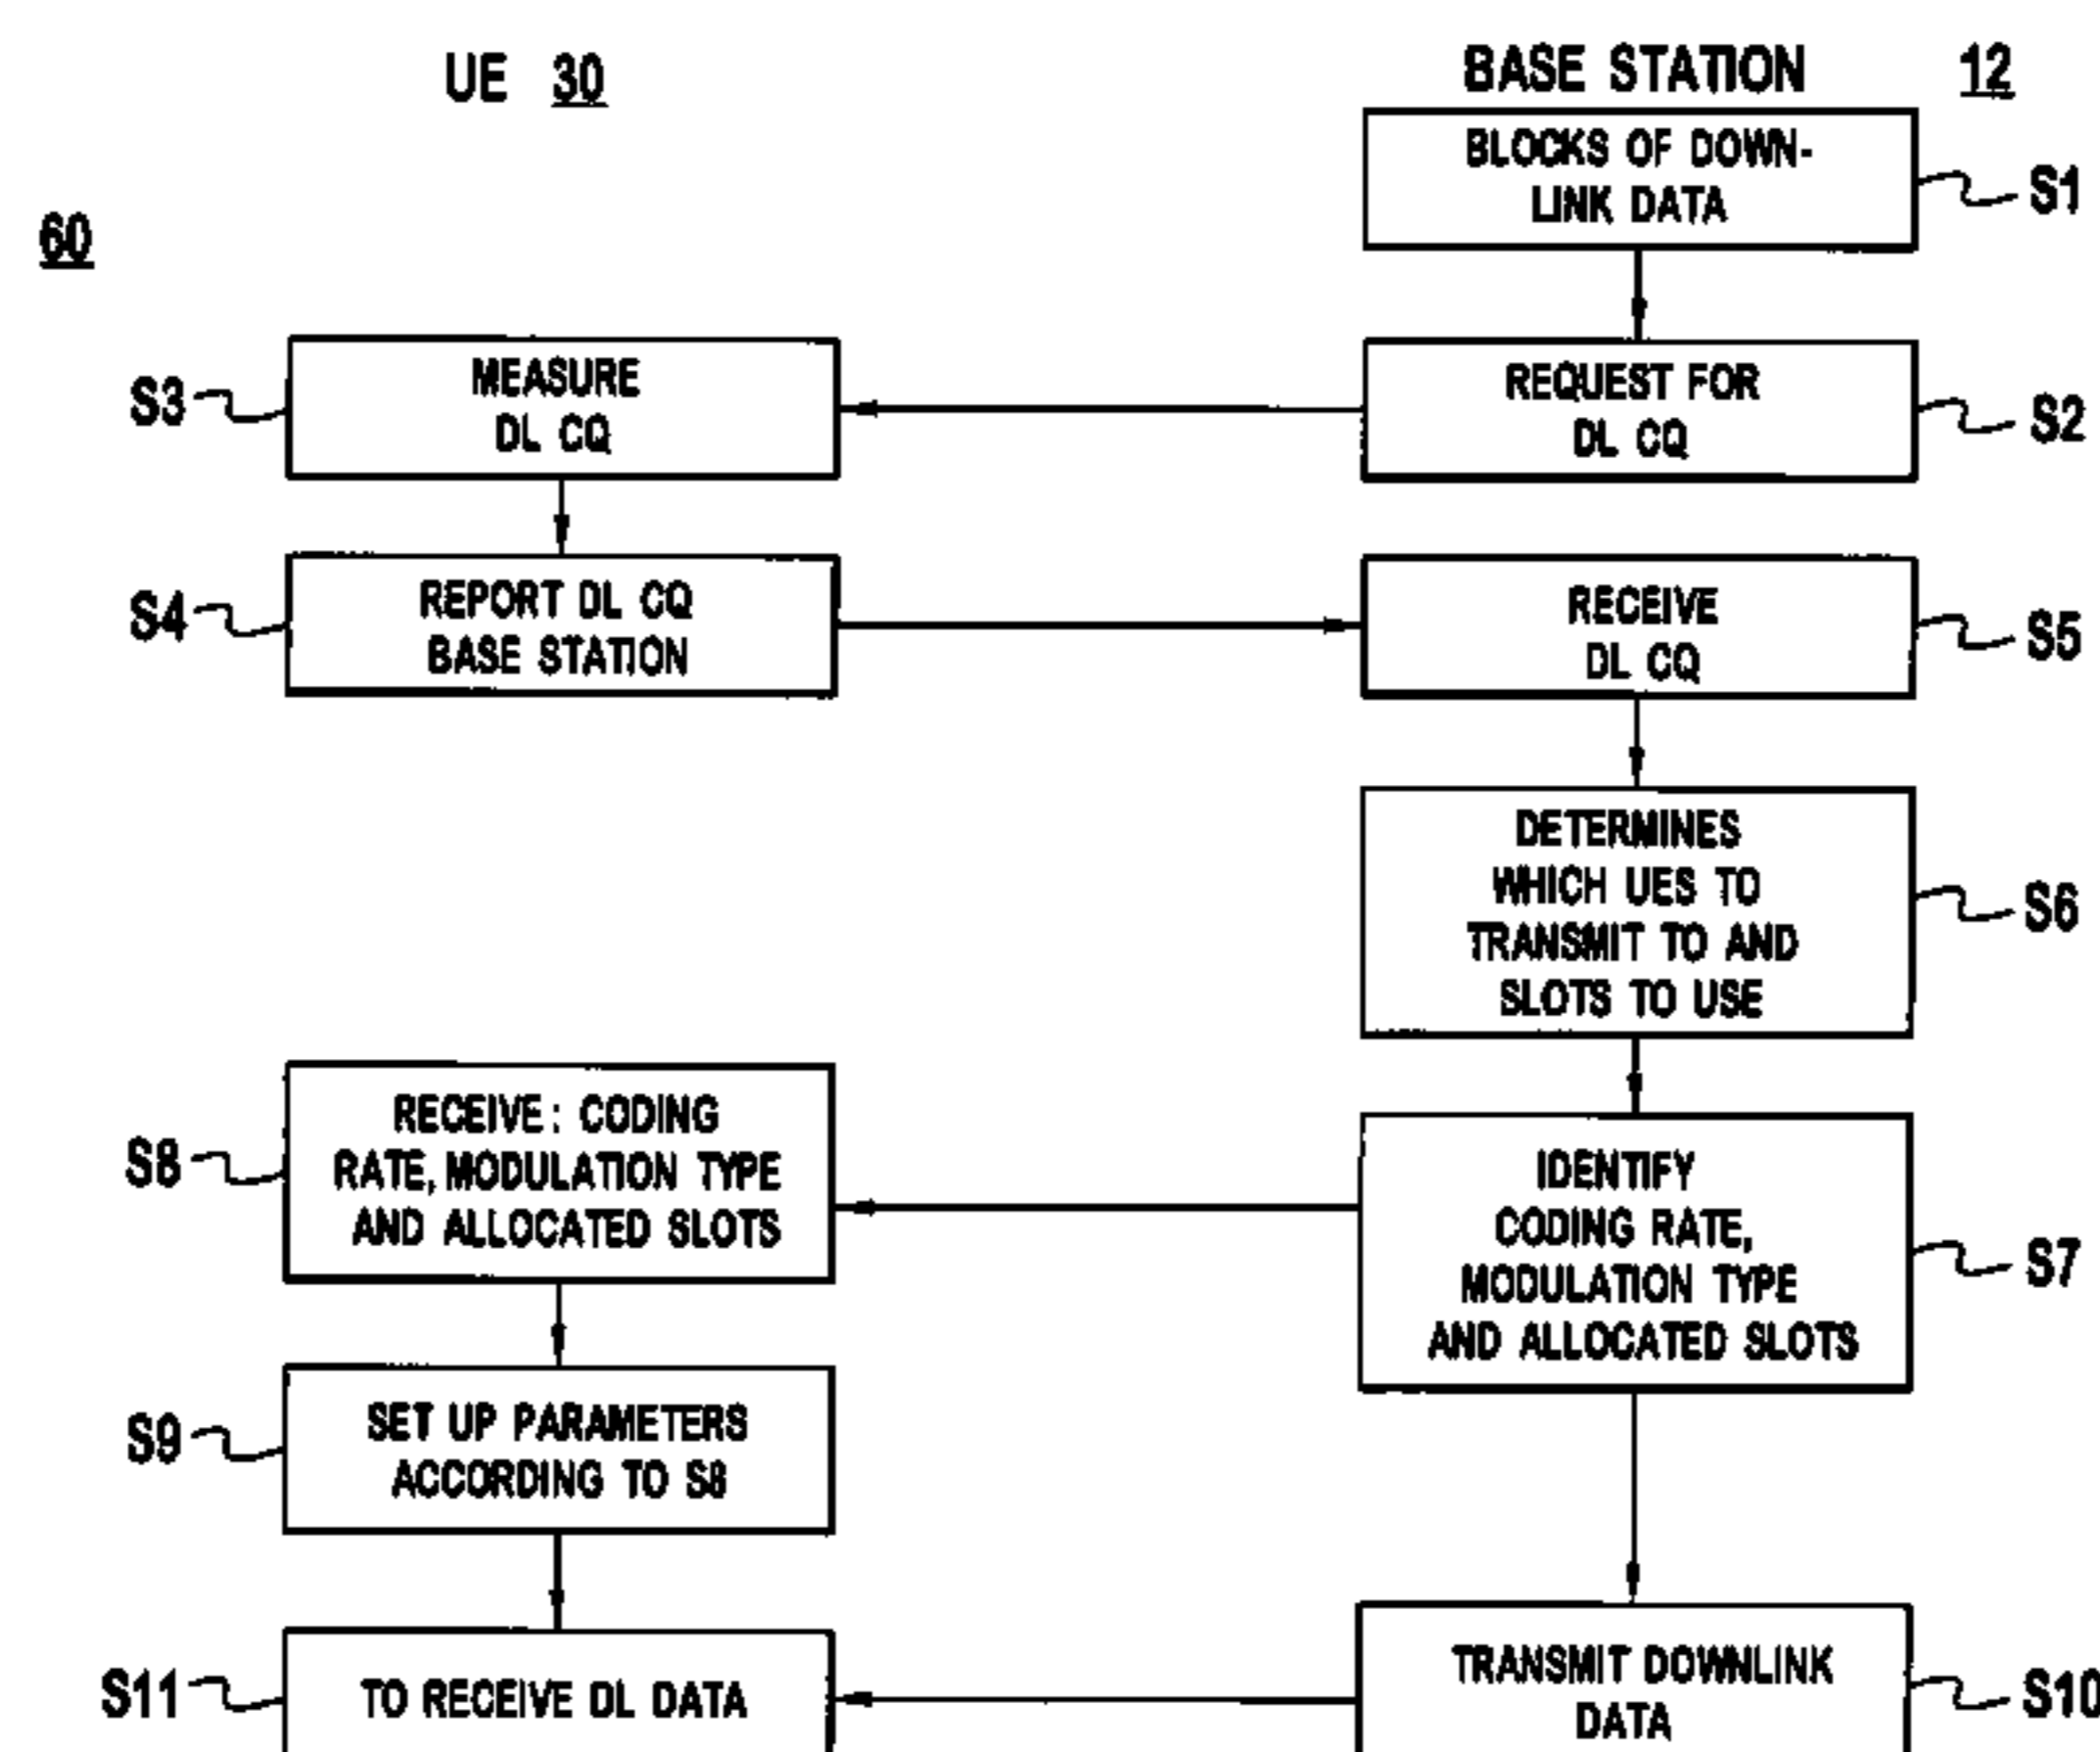 UE 30
BASE STATION 12
60
BLOCKS OF DOWN-
LINK DATA
S1
S3
MEASURE
DL CQ
REQUEST FOR
DL CQ
S2
S4
REPORT DL CQ
BASE STATION
RECEIVE
DL CQ
S5
DETERMINES
WHICH UES TO
TRANSMIT TO AND
SLOTS TO USE
S6
S8
RECEIVE: CODING
RATE, MODULATION TYPE
AND ALLOCATED SLOTS
IDENTIFY
CODING RATE,
MODULATION TYPE
AND ALLOCATED SLOTS
S7
S9
SET UP PARAMETERS
ACCORDING TO S8
S11
TO RECEIVE DL DATA
TRANSMIT DOWNLINK
DATA
S10